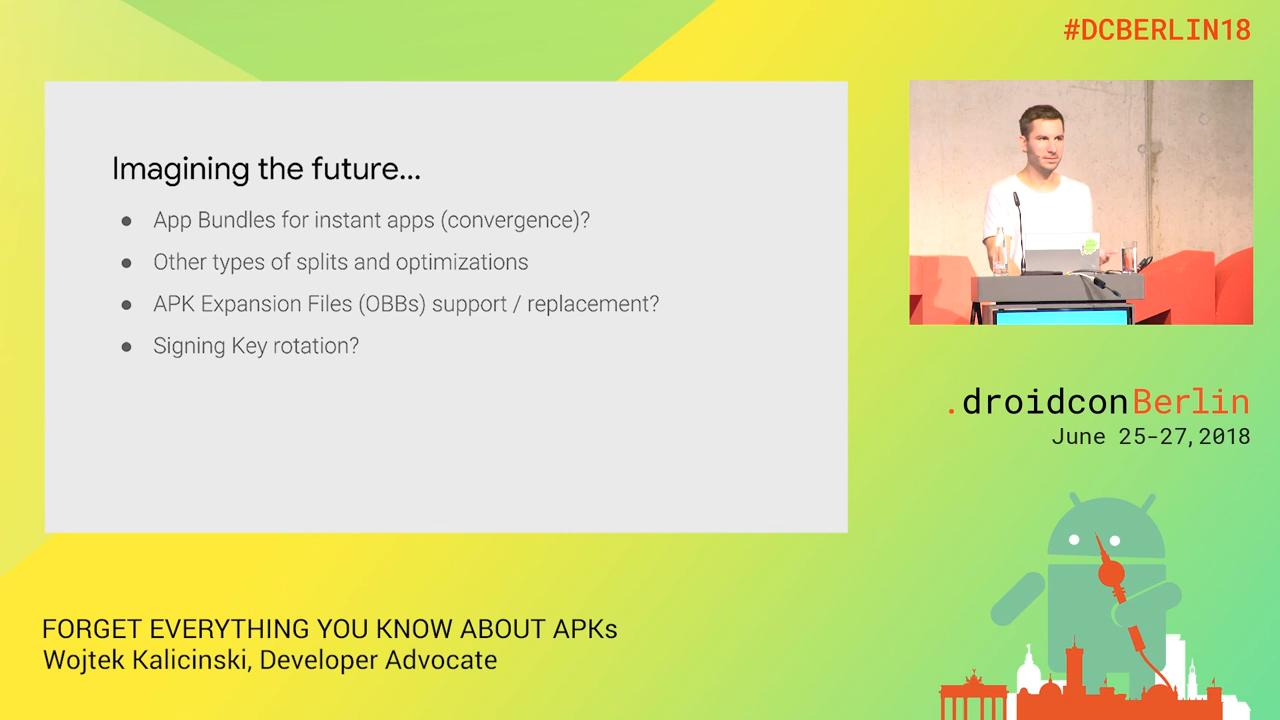 #DCBERLIN18
Imagining the future...
● App Bundles for instant apps (convergence)?
● Other types of splits and optimizations
● APK Expansion Files (OBBs) support / replacement?
● Signing Key rotation?
.droidconBerlin
June 25-27, 2018
FORGET EVERYTHING YOU KNOW ABOUT APKs
Wojtek Kalicinski, Developer Advocate